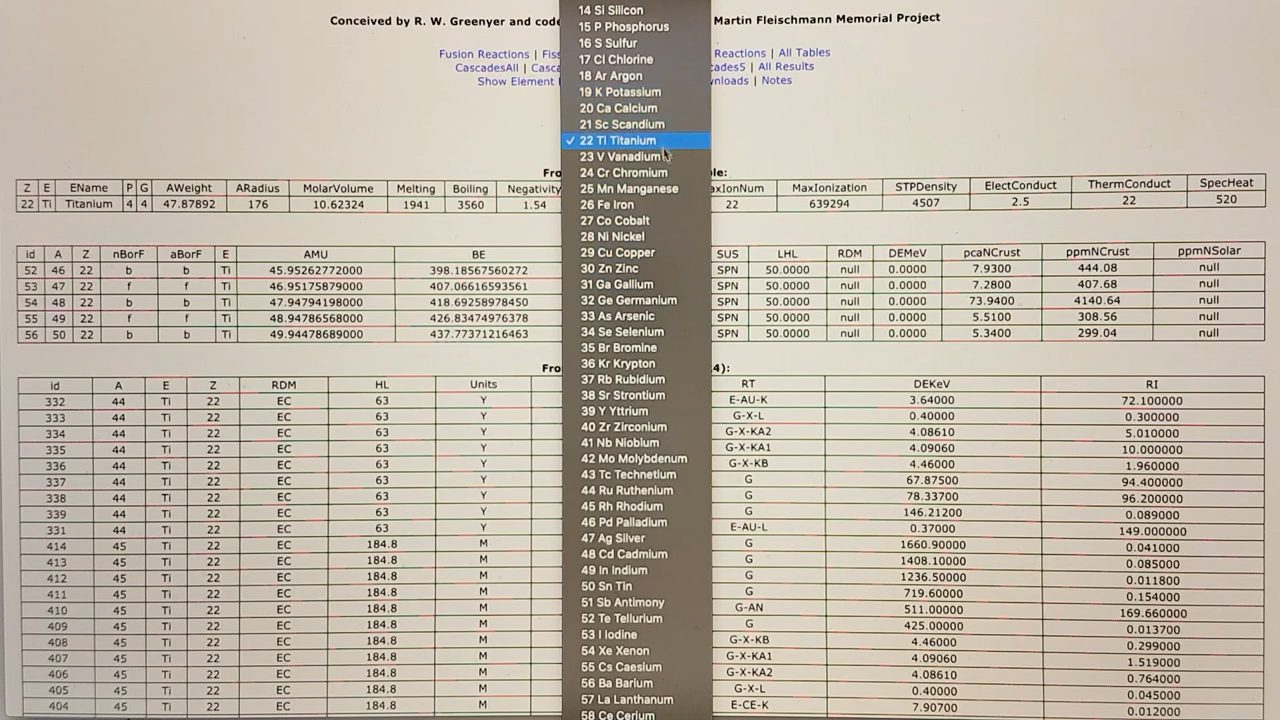 Conceived by R. W. Greenyer and code Martin Fleischmann Memorial Project
Fusion Reactions | Fiss Reactions | All Tables
CascadesAll | Casca ades5 | All Results
Show Element nloads | Notes
14 Si Silicon
15 P Phosphorus
16 S Sulfur
17 Cl Chlorine
18 Ar Argon
19 K Potassium
20 Ca Calcium
21 Sc Scandium
✓ 22 Ti Titanium
23 V Vanadium
24 Cr Chromium
25 Mn Manganese
26 Fe Iron
27 Co Cobalt
28 Ni Nickel
29 Cu Copper
30 Zn Zinc
31 Ga Gallium
32 Ge Germanium
33 As Arsenic
34 Se Selenium
35 Br Bromine
36 Kr Krypton
37 Rb Rubidium
38 Sr Strontium
39 Y Yttrium
40 Zr Zirconium
41 Nb Niobium
42 Mo Molybdenum
43 Tc Technetium
44 Ru Ruthenium
45 Rh Rhodium
46 Pd Palladium
47 Ag Silver
48 Cd Cadmium
49 In Indium
50 Sn Tin
51 Sb Antimony
52 Te Tellurium
53 I Iodine
54 Xe Xenon
55 Cs Caesium
56 Ba Barium
57 La Lanthanum
58 Ce Cerium
Fro le:
Z E EName P G AWeight ARadius MolarVolume Melting Boiling Negativity axIonNum MaxIonization STPDensity ElectConduct ThermConduct SpecHeat
22 Ti Titanium 4 4 47.87892 176 10.62324 1941 3560 1.54 22 639294 4507 2.5 22 520
id A Z nBorF aBorF E AMU BE SUS LHL RDM DEMeV pcaNCrust ppmNCrust ppmNSolar
52 46 22 b b Ti 45.95262772000 398.18567560272 SPN 50.0000 null 0.0000 7.9300 444.08 null
53 47 22 f f Ti 46.95175879000 407.06616593561 SPN 50.0000 null 0.0000 7.2800 407.68 null
54 48 22 b b Ti 47.94794198000 418.69258978450 SPN 50.0000 null 0.0000 73.9400 4140.64 null
55 49 22 f f Ti 48.94786568000 426.83474976378 SPN 50.0000 null 0.0000 5.5100 308.56 null
56 50 22 b b Ti 49.94478689000 437.77371216463 SPN 50.0000 null 0.0000 5.3400 299.04 null
Fro 4):
id A E Z RDM HL Units RT DEKeV RI
332 44 Ti 22 EC 63 Y E-AU-K 3.64000 72.100000
333 44 Ti 22 EC 63 Y G-X-L 0.40000 0.300000
334 44 Ti 22 EC 63 Y G-X-KA2 4.08610 5.010000
335 44 Ti 22 EC 63 Y G-X-KA1 4.09060 10.000000
336 44 Ti 22 EC 63 Y G-X-KB 4.46000 1.960000
337 44 Ti 22 EC 63 Y G 67.87500 94.400000
338 44 Ti 22 EC 63 Y G 78.33700 96.200000
339 44 Ti 22 EC 63 Y G 146.21200 0.089000
331 44 Ti 22 EC 63 Y E-AU-L 0.37000 149.000000
414 45 Ti 22 EC 184.8 M G 1660.90000 0.041000
413 45 Ti 22 EC 184.8 M G 1408.10000 0.085000
412 45 Ti 22 EC 184.8 M G 1236.50000 0.011800
411 45 Ti 22 EC 184.8 M G 719.60000 0.154000
410 45 Ti 22 EC 184.8 M G-AN 511.00000 169.660000
409 45 Ti 22 EC 184.8 M G 425.00000 0.013700
408 45 Ti 22 EC 184.8 M G-X-KB 4.46000 0.299000
407 45 Ti 22 EC 184.8 M G-X-KA1 4.09060 1.519000
406 45 Ti 22 EC 184.8 M G-X-KA2 4.08610 0.764000
405 45 Ti 22 EC 184.8 M G-X-L 0.40000 0.045000
404 45 Ti 22 EC 184.8 M E-CE-K 7.90700 0.012000